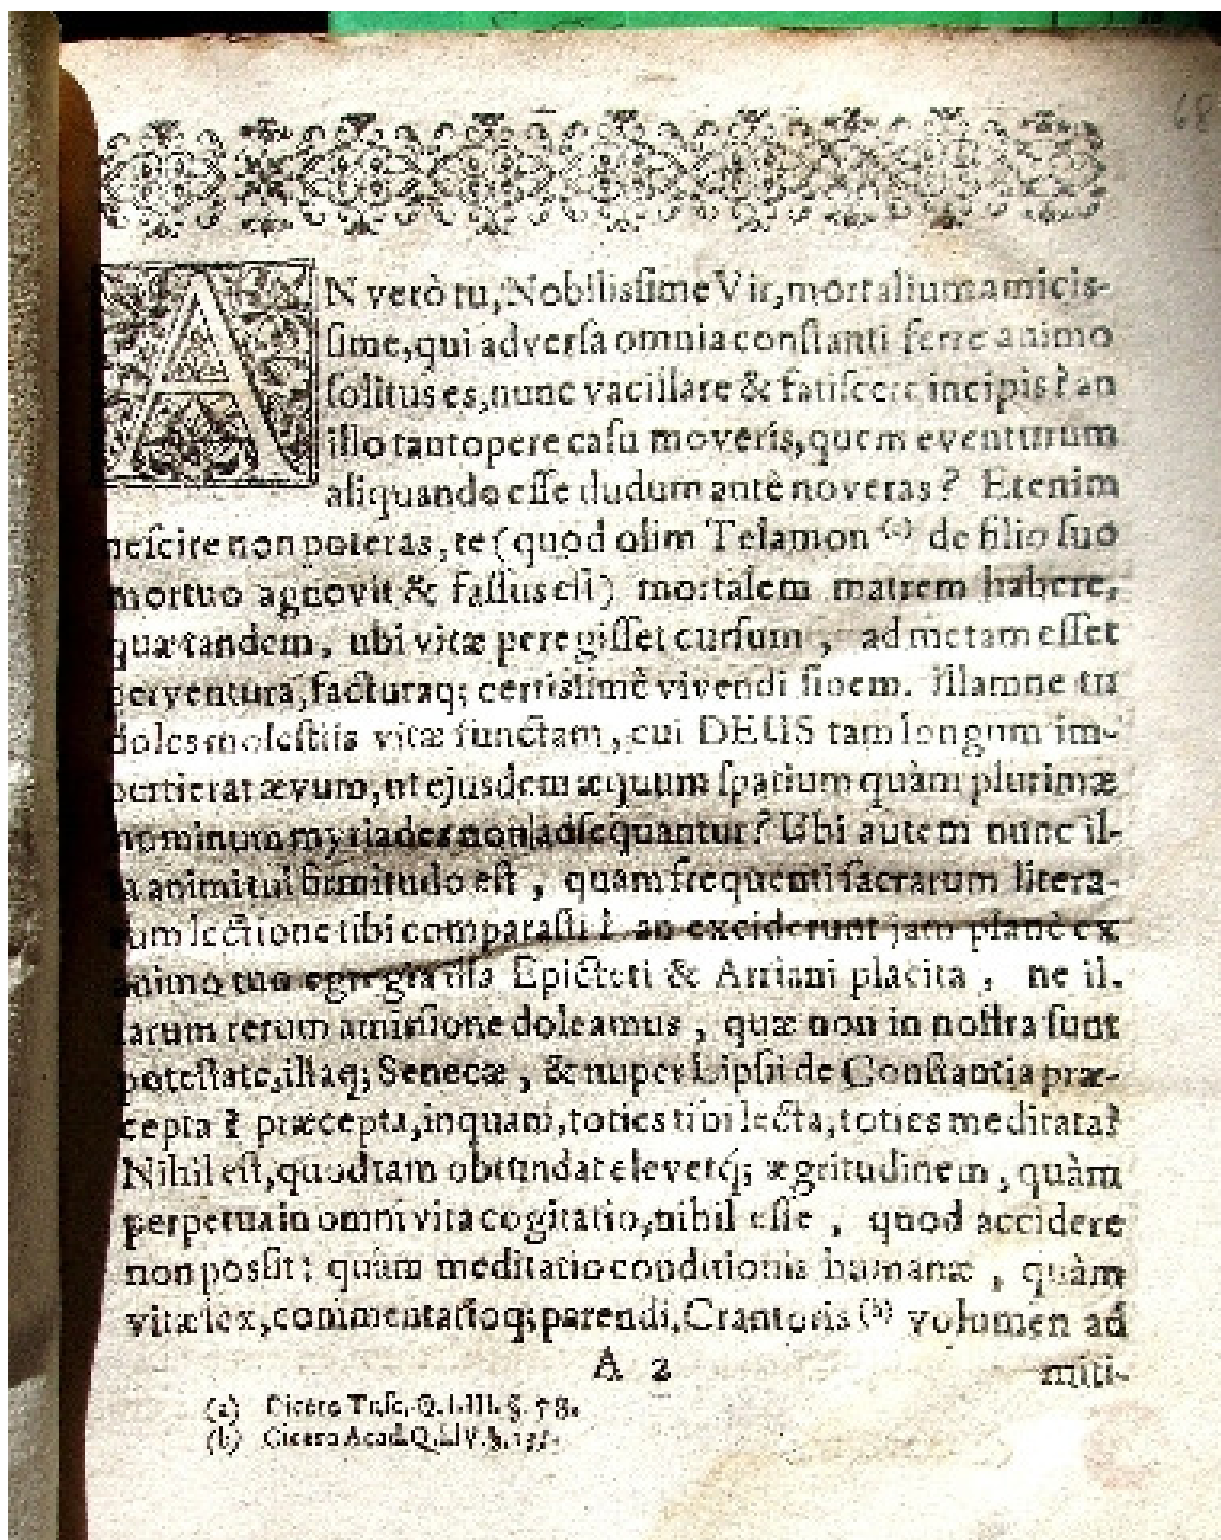 68
AN verò tu, Nobilissime Vir, mortalium amicis-
ſime, qui adverſa omnia conſtanti ferre animo
ſolitus es, nunc vacillare & fatiſcere incipis? an
illo tantopere caſu moveris, quem eventurum
aliquando eſſe dudum antè noveras? Etenim
neſcire non poteras, te (quod olim Telamon (a) de filio ſuo
mortuo agnovit & faſſus eſt) mortalem matrem habere,
quæ tandem, ubi vitæ peregiſſet curſum, ad metam eſſet
perventura, facturaq; certiſſimè vivendi finem. Illamne tu
doles moleſtiis vitæ functam, cui DEUS tam longum im-
pertierat ævum, ut ejusdem æquum ſpatium quàm plurimæ
hominum myriades non adſequantur? Ubi autem nunc il-
la animi tui firmitudo eſt, quam frequenti ſacrarum litera-
rum lectione tibi comparaſti? an exciderunt jam planè ex
animo tuo egregia illa Epicteti & Arriani placita, ne il-
larum rerum amiſſione doleamus, quæ non in noſtra ſunt
poteſtate, illaq; Senecæ, & nuper Lipſii de Conſtantia præ-
cepta? præcepta, inquam, toties tibi lecta, toties meditata?
Nihil eſt, quod tam obtundat elevetq; ægritudinem, quàm
perpetua in omni vita cogitatio, nihil eſſe, quod accidere
non poſſit: quàm meditatio conditionis humanæ, quàm
vitæ lex, commentatioq; parendi. Crantoris (b) volumen ad
A 2
miti-
(a) Cicero Tuſc. Q. l. III. §.
(b) Cicero Acad. Q. l. IV. §.